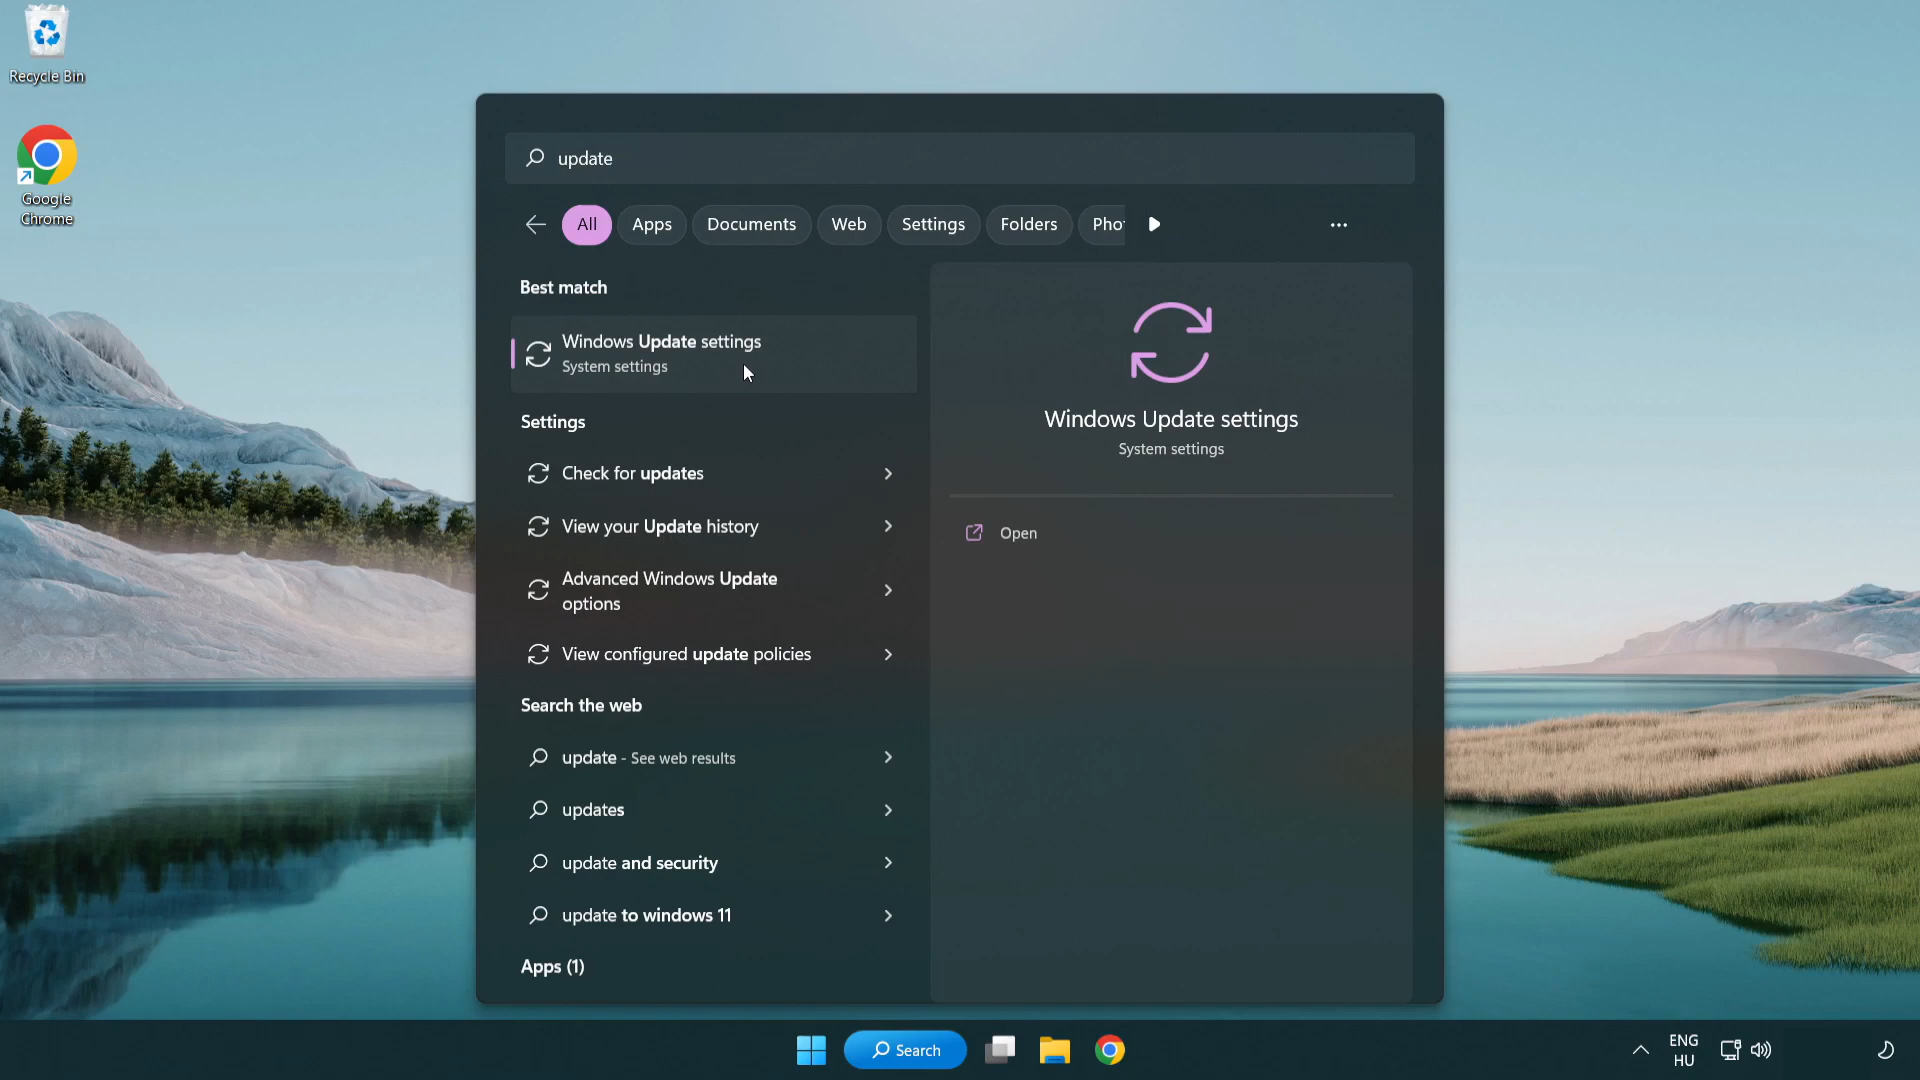 Recycle Bin
Google
Chrome
update
All
Apps
Documents
Web
Settings
Folders
Pho
Best match
Windows Update settings
System settings
Settings
Check for updates
View your Update history
Advanced Windows Update
options
View configured update policies
Search the web
update - See web results
updates
update and security
update to windows 11
Apps (1)
Windows Update settings
System settings
Open
Search
ENG
HU